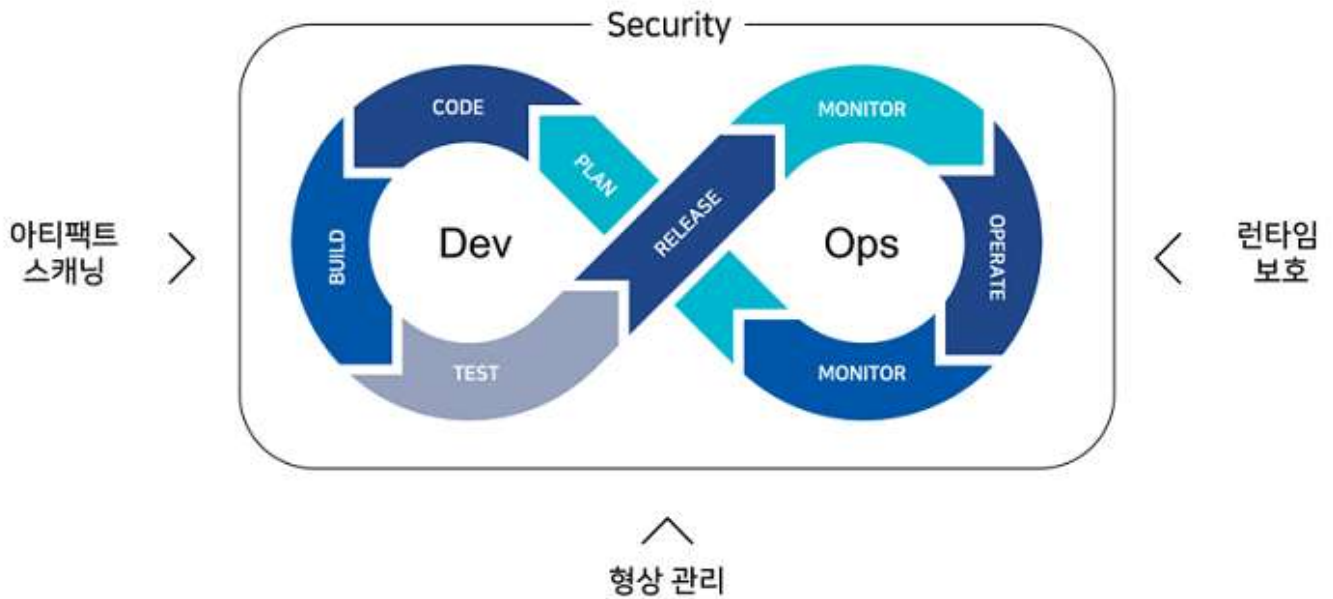 Security
CODE
PLAN
BUILD
TEST
RELEASE
Dev
MONITOR
OPERATE
MONITOR
Ops
아티팩트
스캐닝
런타임
보호
형상 관리